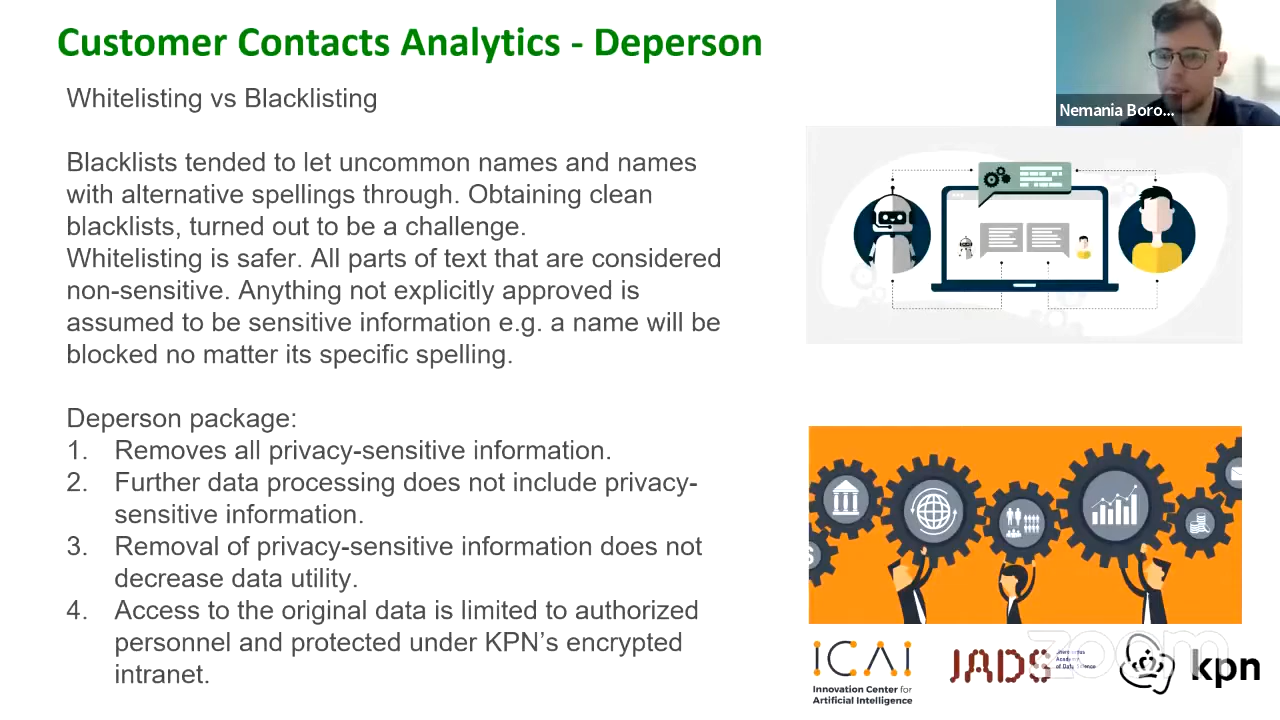 Customer Contacts Analytics - Deperson
Nemania Boro...
Whitelisting vs Blacklisting
Blacklists tended to let uncommon names and names
with alternative spellings through. Obtaining clean
blacklists, turned out to be a challenge.
Whitelisting is safer. All parts of text that are considered
non-sensitive. Anything not explicitly approved is
assumed to be sensitive information e.g. a name will be
blocked no matter its specific spelling.
Deperson package:
1. Removes all privacy-sensitive information.
2. Further data processing does not include privacy-
sensitive information.
3. Removal of privacy-sensitive information does not
decrease data utility.
4. Access to the original data is limited to authorized
personnel and protected under KPN’s encrypted
intranet.
ICAI
Innovation Center for
Artificial Intelligence
JADS
Academy
of Data Science
zoom
kpn